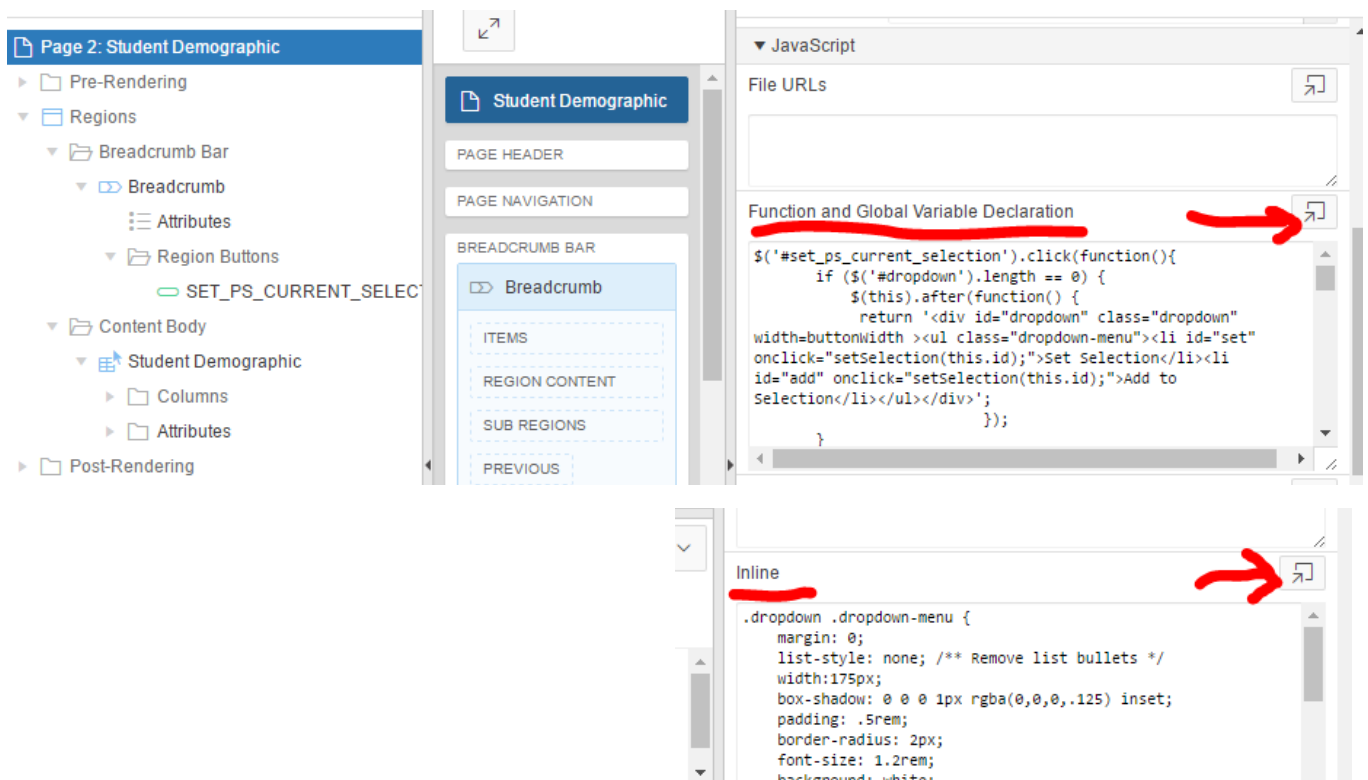 Page 2: Student Demographic
Pre-Rendering
Regions
Breadcrumb Bar
Breadcrumb
Attributes
Region Buttons
SET_PS_CURRENT_SELEC
Content Body
Student Demographic
Columns
Attributes
Post-Rendering
Student Demographic
PAGE HEADER
PAGE NAVIGATION
BREADCRUMB BAR
Breadcrumb
ITEMS
REGION CONTENT
SUB REGIONS
PREVIOUS
JavaScript
File URLs
Function and Global Variable Declaration
$('#set_ps_current_selection').click(function(){
if ($('#dropdown').length == 0) {
$(this).after(function() {
return '<div id="dropdown" class="dropdown"
width=buttonWidth ><ul class="dropdown-menu"><li id="set"
onclick="setSelection(this.id);">Set Selection</li><li
id="add" onclick="setSelection(this.id);">Add to
Selection</li></ul></div>';
});
}
Inline
.dropdown .dropdown-menu {
margin: 0;
list-style: none; /** Remove list bullets */
width:175px;
box-shadow: 0 0 0 1px rgba(0,0,0,.125) inset;
padding: .5rem;
border-radius: 2px;
font-size: 1.2rem;
background: white;